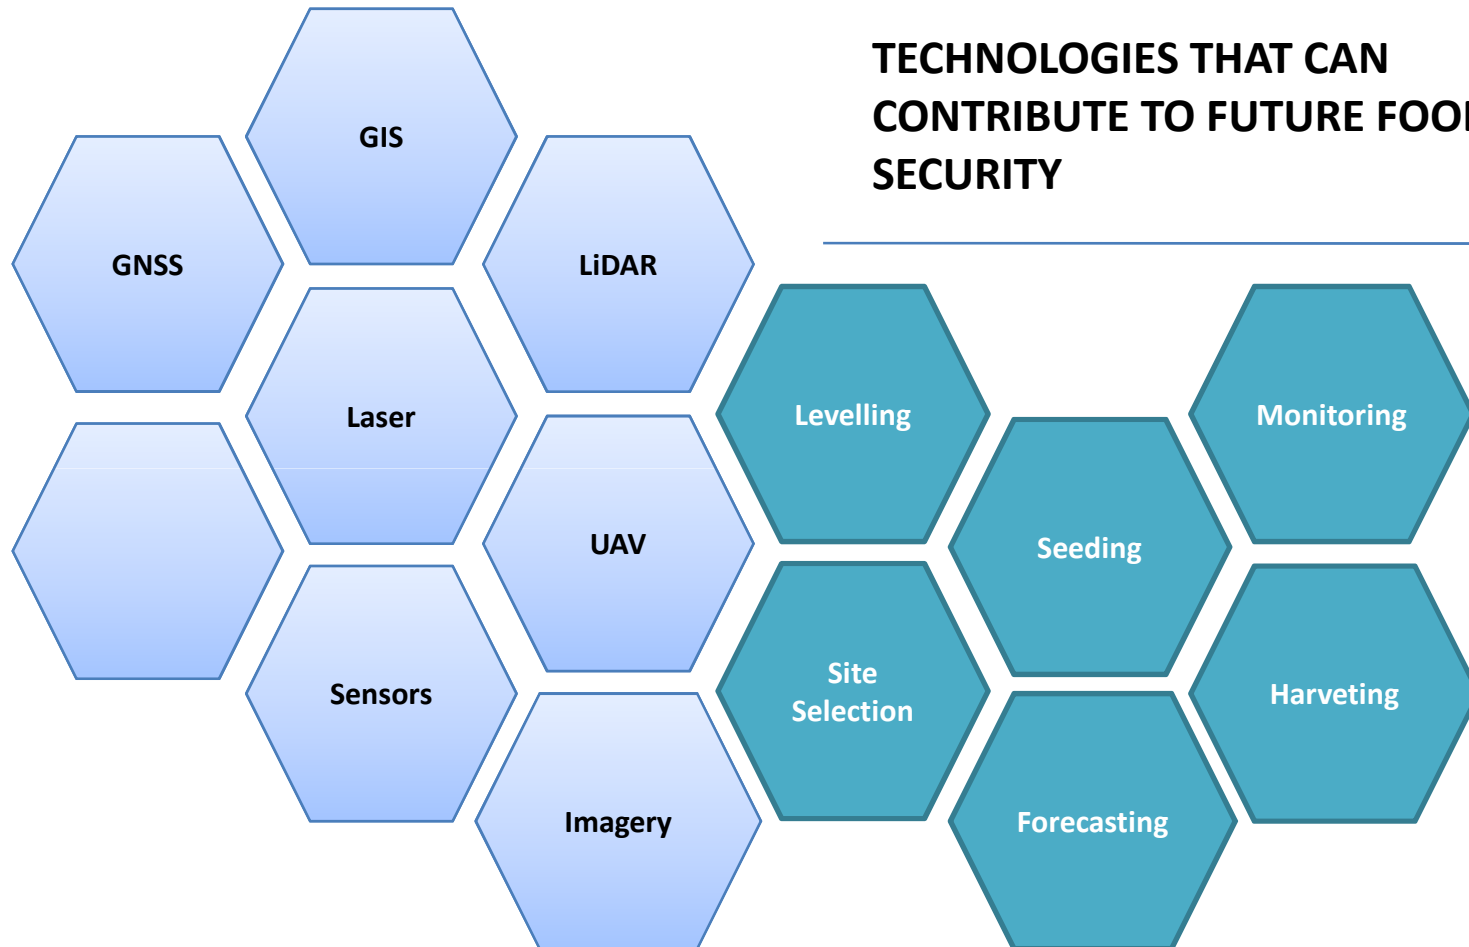 TECHNOLOGIES THAT CAN
CONTRIBUTE TO FUTURE FOO
SECURITY
GIS
GNSS
LiDAR
Laser
Levelling
Monitoring
UAV
Seeding
Sensors
Site
Selection
Harveting
Imagery
Forecasting